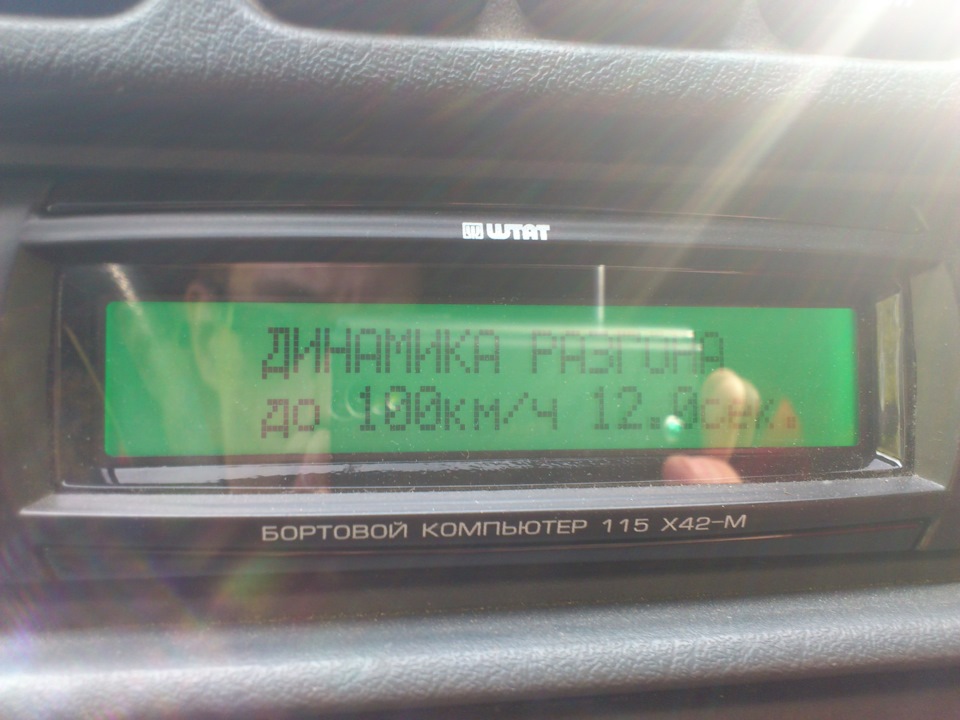 ШТАТ
ДИНАМИКА РАЗГОНА
до 100км/ч 12.0сек.
БОРТОВОЙ КОМПЬЮТЕР 115 X42-М